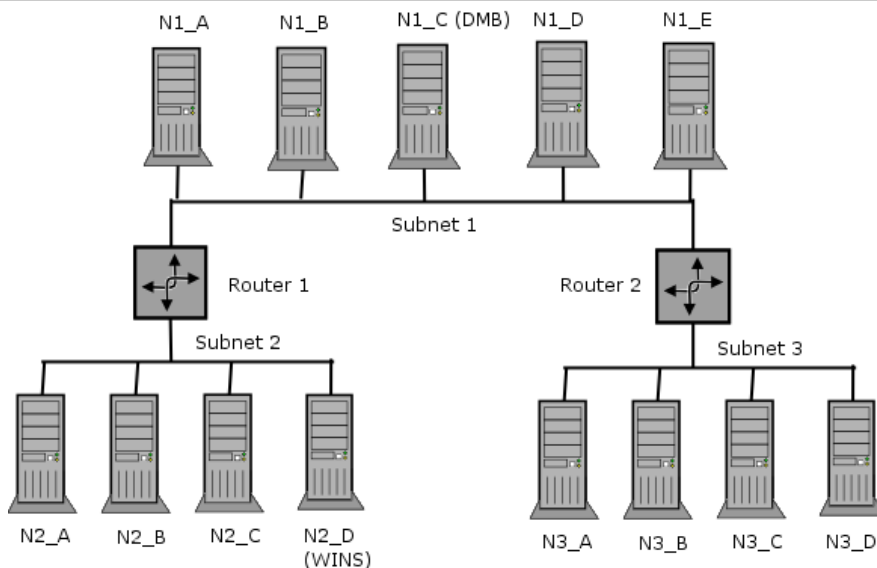 N1_A
N1_B
N1_C (DMB)
N1_D
N1_E
Subnet 1
Router 1
Router 2
Subnet 2
Subnet 3
N2_A
N2_B
N2_C
N2_D
(WINS)
N3_A
N3_B
N3_C
N3_D